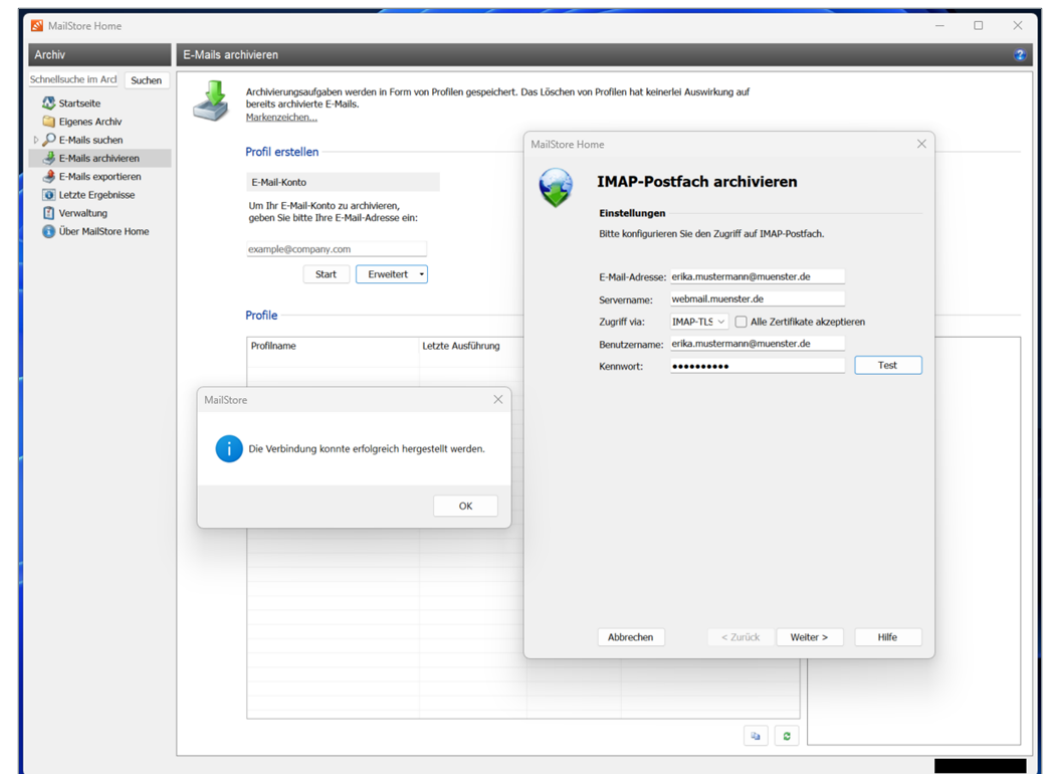 MailStore Home
Archiv
E-Mails archivieren
Schnellsuche im Arcl
Suchen
Startseite
Eigenes Archiv
E-Mails suchen
E-Mails archivieren
E-Mails exportieren
Letzte Ergebnisse
Verwaltung
Über MailStore Home
Archivierungsaufgaben werden in Form von Profilen gespeichert. Das Löschen von Profilen hat keinerlei Auswirkung auf
bereits archivierte E-Mails.
Markenzeichen...
Profil erstellen
E-Mail-Konto
Um Ihr E-Mail-Konto zu archivieren,
geben Sie bitte Ihre E-Mail-Adresse ein:
example@company.com
Start
Erweitert
Profile
Profilname
Letzte Ausführung
MailStore
Die Verbindung konnte erfolgreich hergestellt werden.
OK
MailStore Home
IMAP-Postfach archivieren
Einstellungen
Bitte konfigurieren Sie den Zugriff auf IMAP-Postfach.
E-Mail-Adresse: erika.mustermann@muenster.de
Servername: webmail.muenster.de
Zugriff via: IMAP-TLS Alle Zertifikate akzeptieren
Benutzername: erika.mustermann@muenster.de
Kennwort: ●●●●●●●●●● Test
Abbrechen
< Zurück
Weiter >
Hilfe